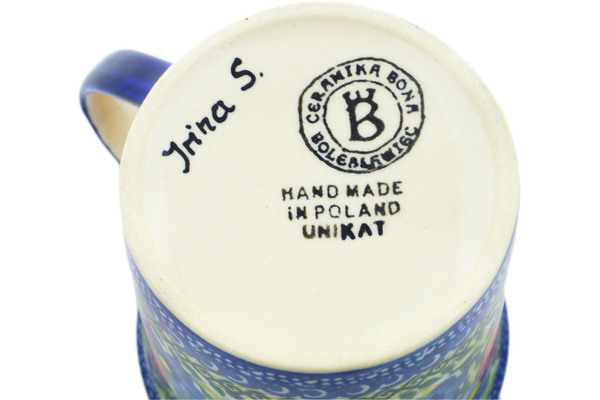 Irina S.
CERAMIKA BONA
B
BOLESŁAWIEC
HAND MADE
iN POLAND
UNIKAT